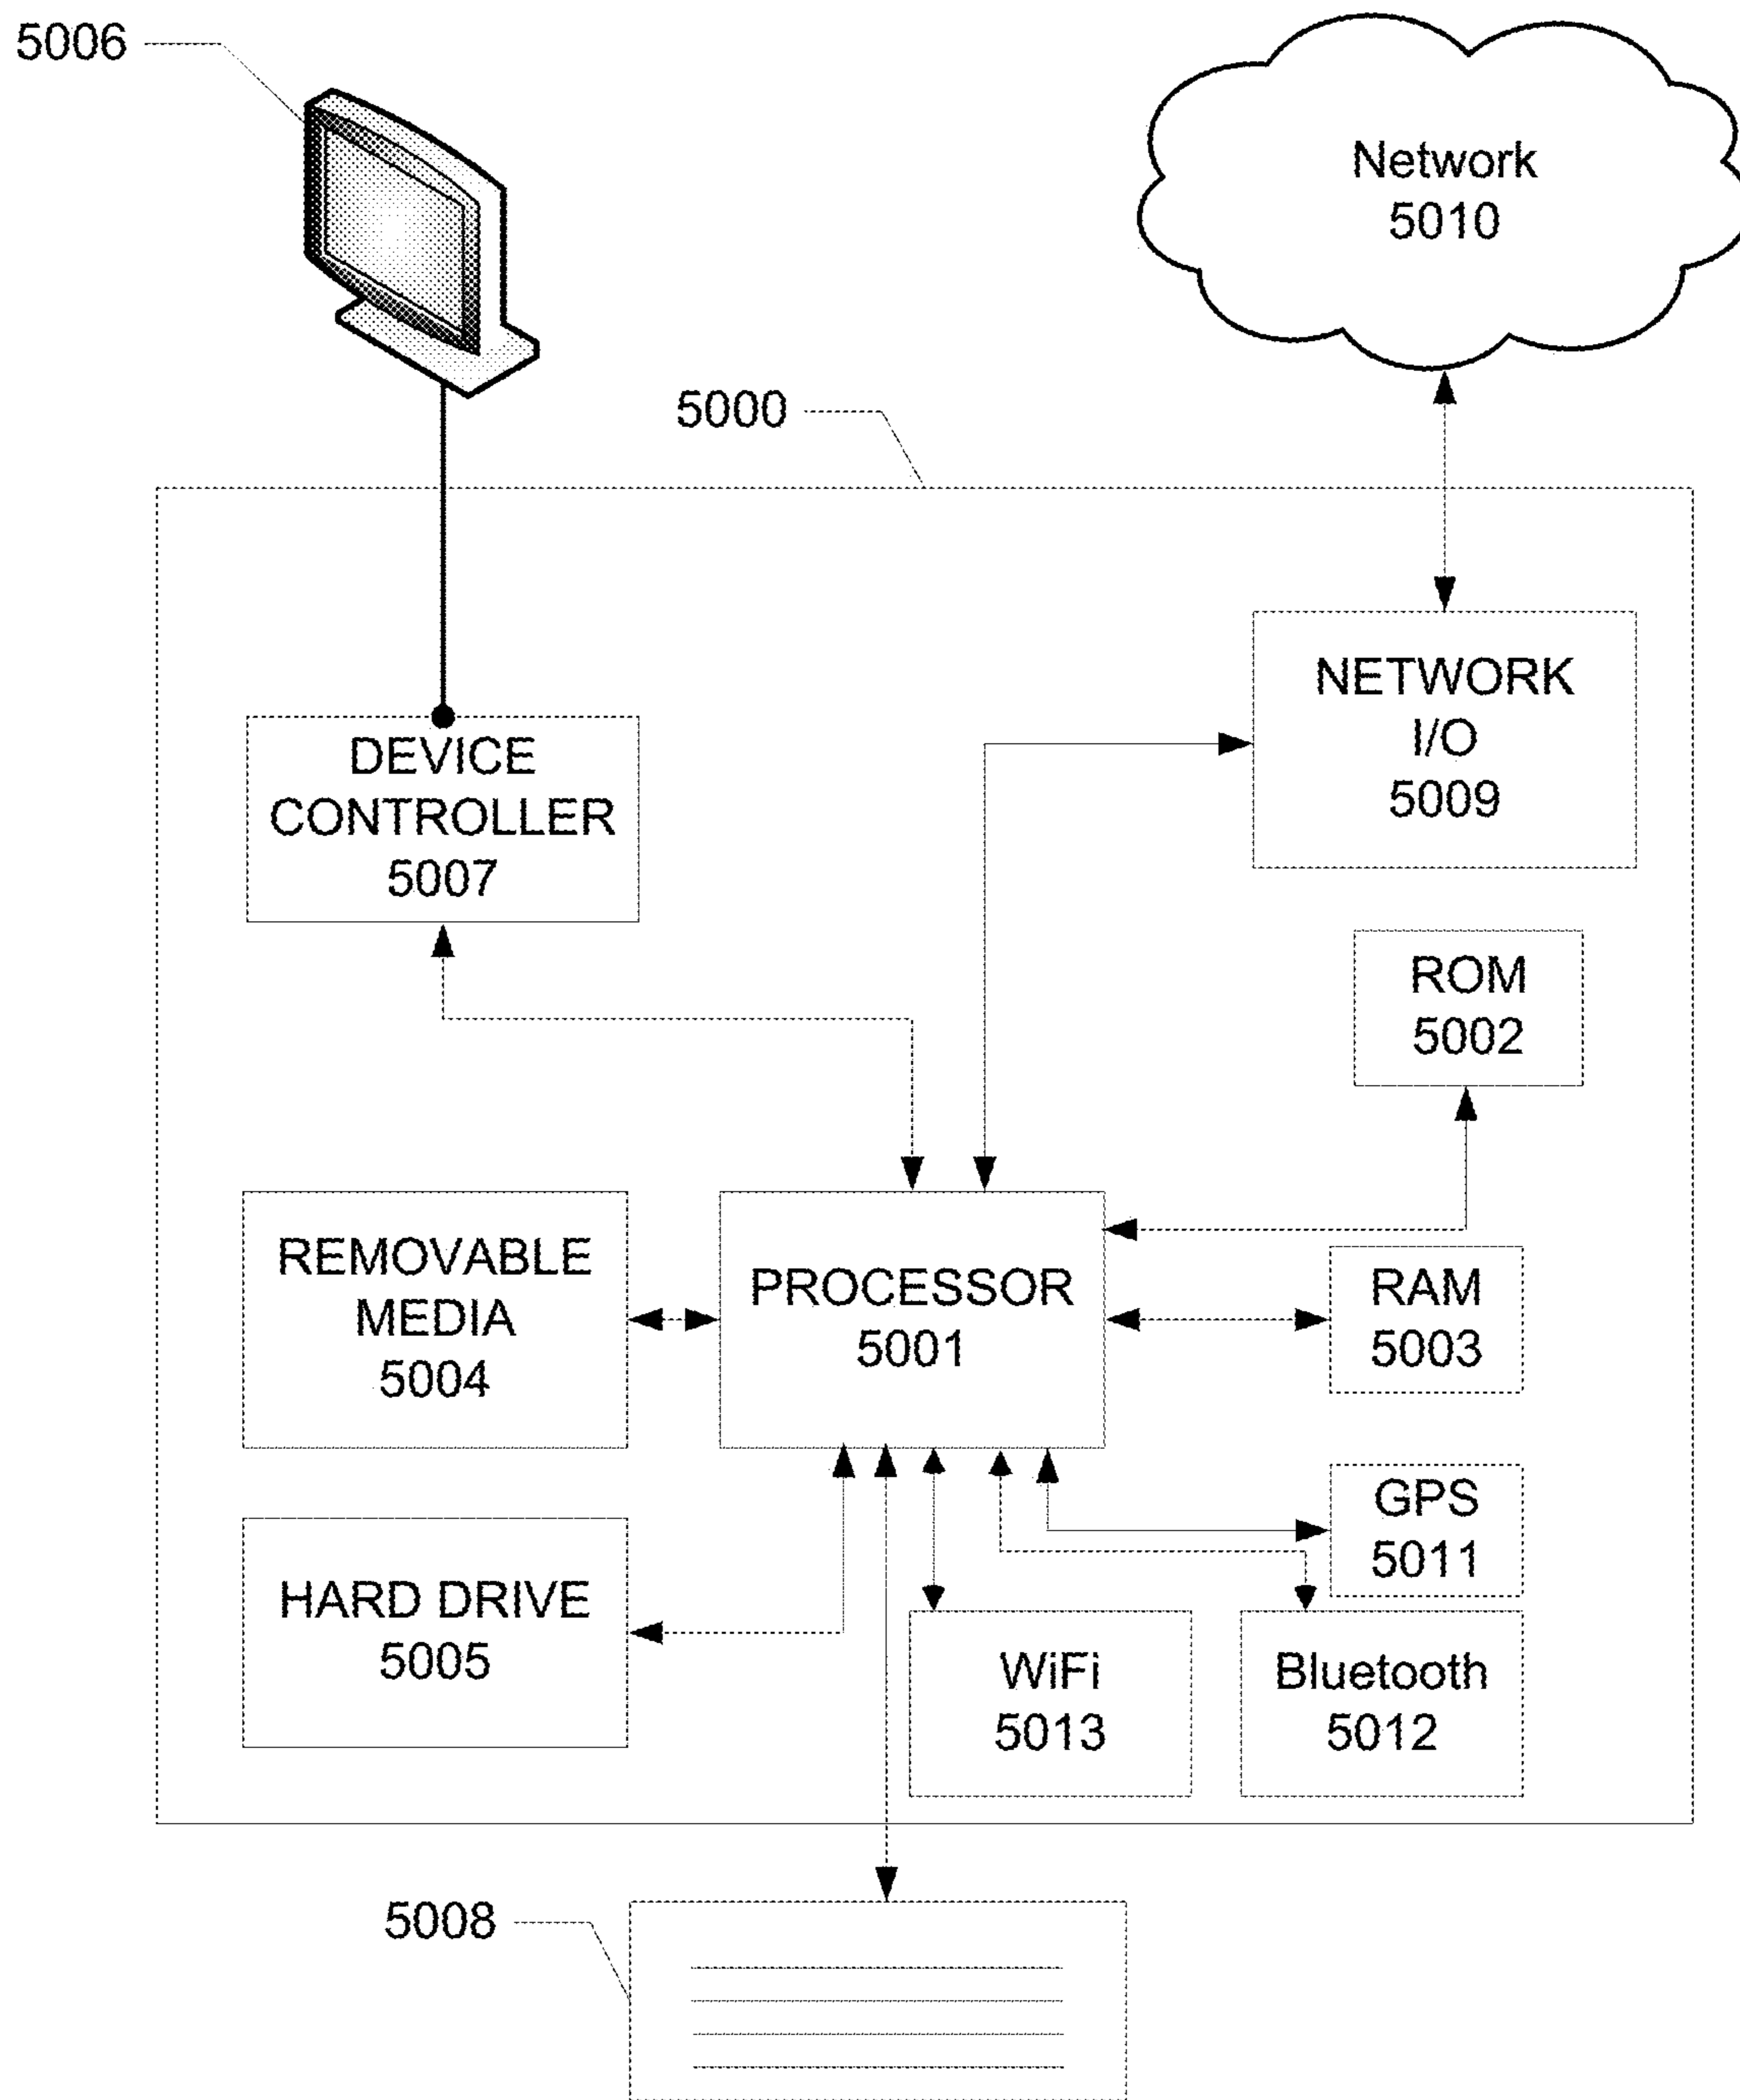 5006
Network
5010
5000
NETWORK
I/O
5009
DEVICE
CONTROLLER
5007
ROM
5002
REMOVABLE
MEDIA
5004
PROCESSOR
5001
RAM
5003
GPS
5011
HARD DRIVE
5005
WiFi
5013
Bluetooth
5012
5008